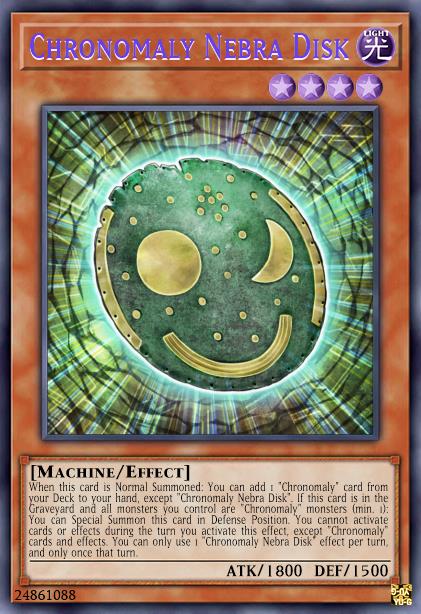 CHRONOMALY NEBRA DISK
LIGHT
光
[MACHINE/EFFECT]
When this card is Normal Summoned: You can add 1 "Chronomaly" card from
your Deck to your hand, except "Chronomaly Nebra Disk". If this card is in the
Graveyard and all monsters you control are "Chronomaly" monsters (min. 1):
You can Special Summon this card in Defense Position. You cannot activate
cards or effects during the turn you activate this effect, except "Chronomaly"
cards and effects. You can only use 1 "Chronomaly Nebra Disk" effect per turn,
and only once that turn.
ATK/1800 DEF/1500
24861088